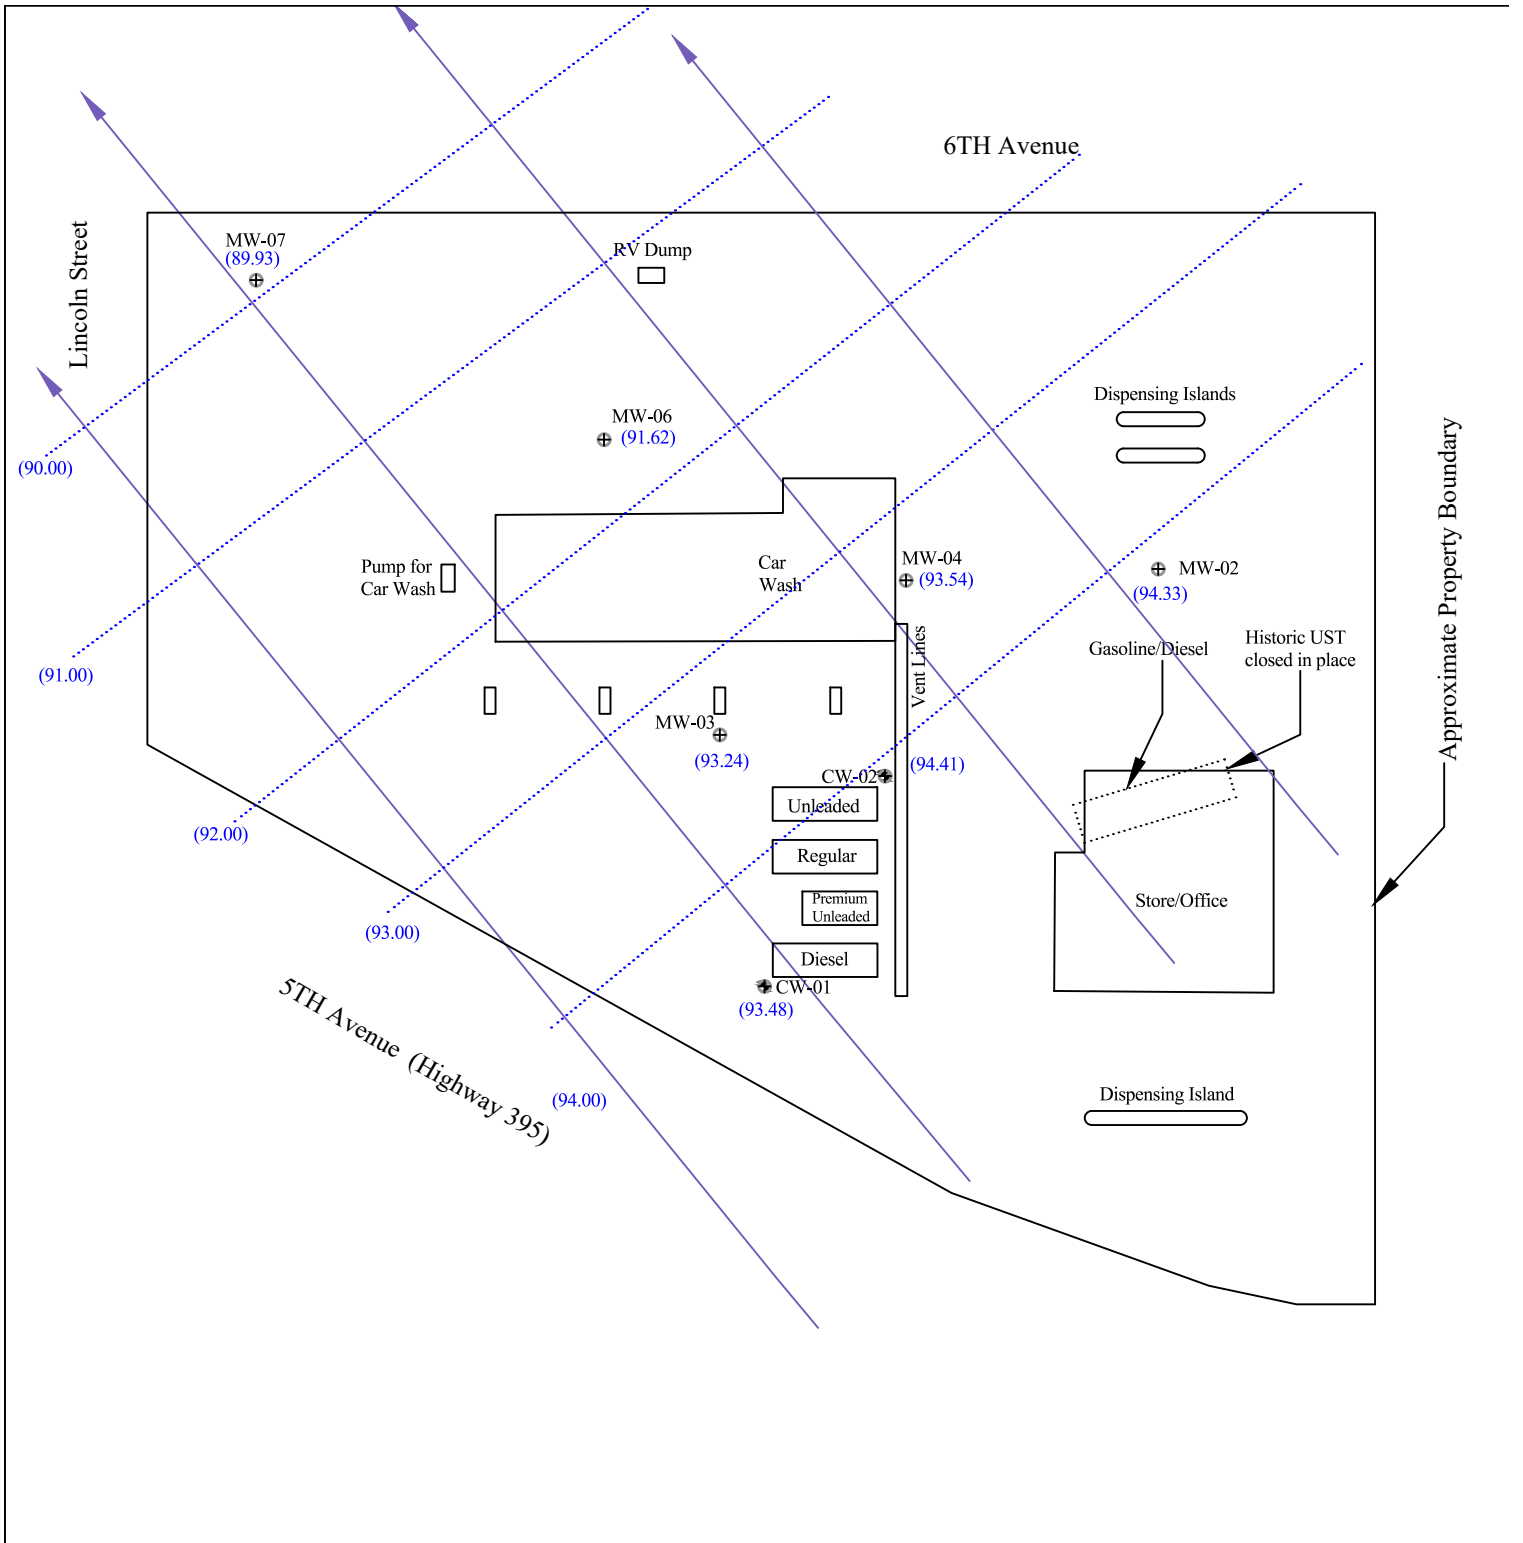 6TH Avenue
Lincoln Street
MW-07
(89.93)
RV Dump
Dispensing Islands
MW-06
(91.62)
(90.00)
Approximate Property Boundary
Pump for
Car Wash
Car
Wash
MW-04
(93.54)
MW-02
(94.33)
Vent Lines
Gasoline/Diesel
Historic UST
closed in place
(91.00)
MW-03
(93.24)
CW-02
(94.41)
Unleaded
(92.00)
Regular
Premium
Unleaded
Store/Office
(93.00)
Diesel
CW-01
(93.48)
5TH Avenue (Highway 395)
(94.00)
Dispensing Island